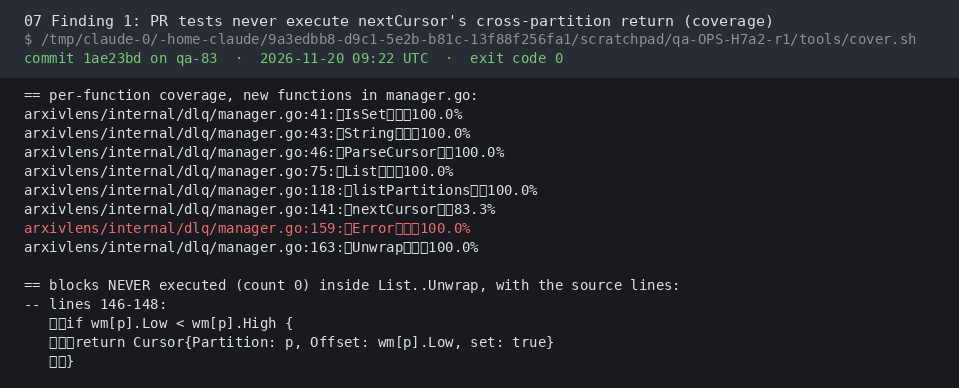 07 Finding 1: PR tests never execute nextCursor's cross-partition return (coverage)
$ /tmp/claude-0/-home-claude/9a3edbb8-d9c1-5e2b-b81c-13f88f256fa1/scratchpad/qa-OPS-H7a2-r1/tools/cover.sh
commit 1ae23bd on qa-83 · 2026-11-20 09:22 UTC · exit code 0
== per-function coverage, new functions in manager.go:
arxivlens/internal/dlq/manager.go:41: IsSet 100.0%
arxivlens/internal/dlq/manager.go:43: String 100.0%
arxivlens/internal/dlq/manager.go:46: ParseCursor 100.0%
arxivlens/internal/dlq/manager.go:75: List 100.0%
arxivlens/internal/dlq/manager.go:118: listPartitions 100.0%
arxivlens/internal/dlq/manager.go:141: nextCursor 83.3%
arxivlens/internal/dlq/manager.go:159: Error 100.0%
arxivlens/internal/dlq/manager.go:163: Unwrap 100.0%
== blocks NEVER executed (count 0) inside List..Unwrap, with the source lines:
-- lines 146-148:
if wm[p].Low < wm[p].High {
return Cursor{Partition: p, Offset: wm[p].Low, set: true}
}